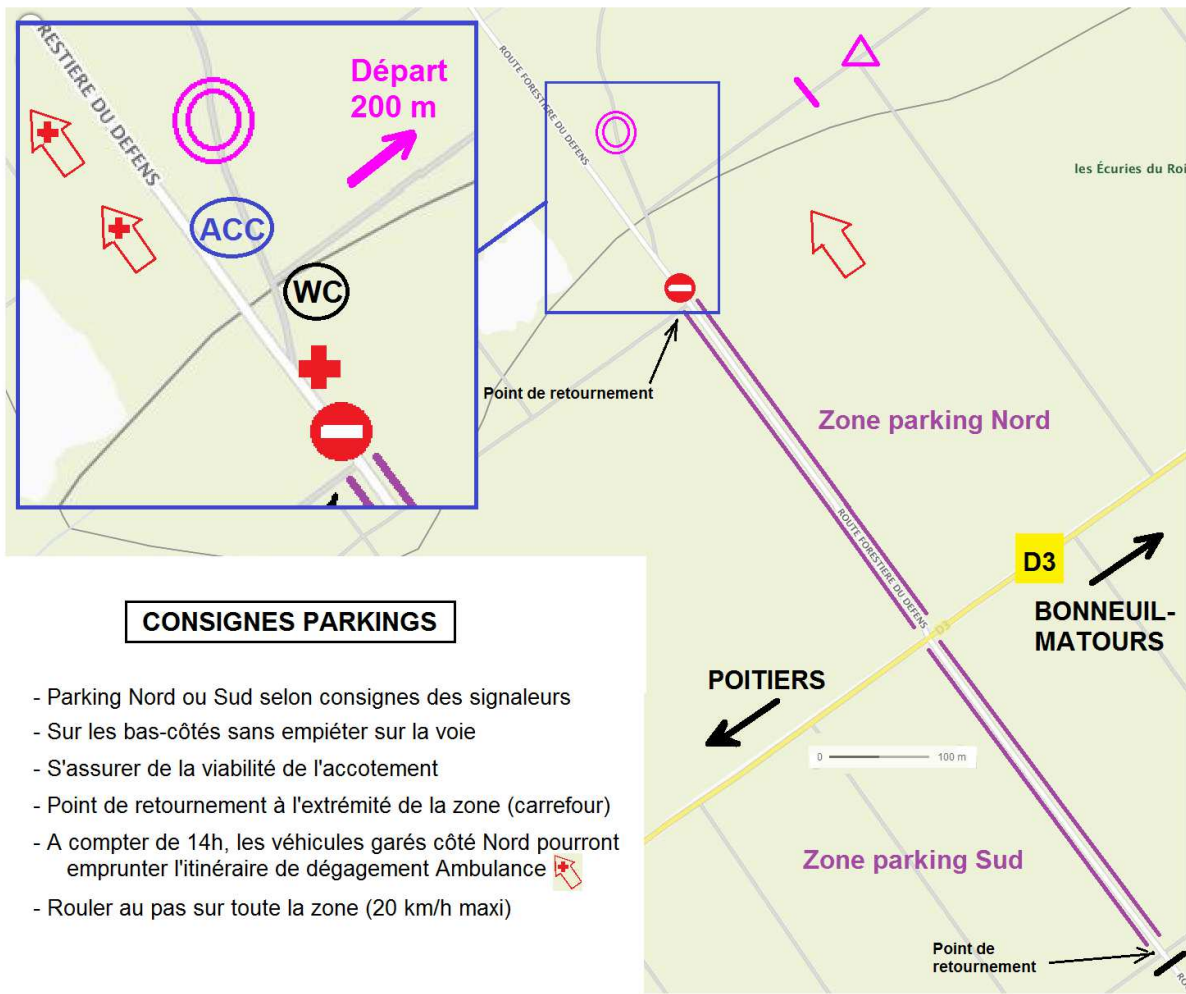 RESTIERE DU DEFENS
Départ
200 m
ACC
WC
ROUTE FORESTIERE DU DEFENS
les Écuries du Roi
Point de retournement
Zone parking Nord
ROUTE FORESTIERE DU DEFENS
D3
D3
BONNEUIL-
MATOURS
POITIERS
0 100 m
Zone parking Sud
Point de
retournement
RO
CONSIGNES PARKINGS
- Parking Nord ou Sud selon consignes des signaleurs
- Sur les bas-côtés sans empiéter sur la voie
- S'assurer de la viabilité de l'accotement
- Point de retournement à l'extrémité de la zone (carrefour)
- A compter de 14h, les véhicules garés côté Nord pourront
emprunter l'itinéraire de dégagement Ambulance
- Rouler au pas sur toute la zone (20 km/h maxi)